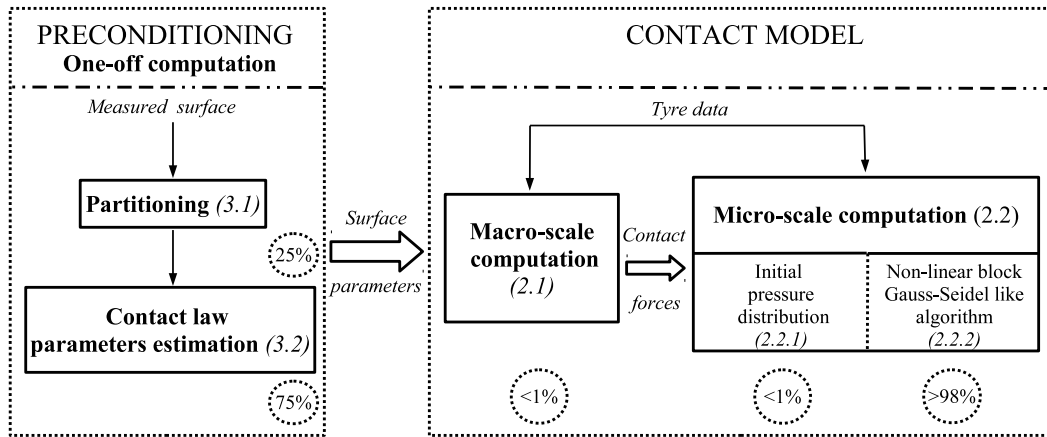 PRECONDITIONING
One-off computation
Measured surface
Partitioning (3.1)
25%
Contact law
parameters estimation (3.2)
75%
Surface
parameters
CONTACT MODEL
Tyre data
Macro-scale
computation
(2.1)
<1%
Contact
forces
Micro-scale computation (2.2)
Initial
pressure
distribution
(2.2.1)
<1%
Non-linear block
Gauss-Seidel like
algorithm
(2.2.2)
>98%